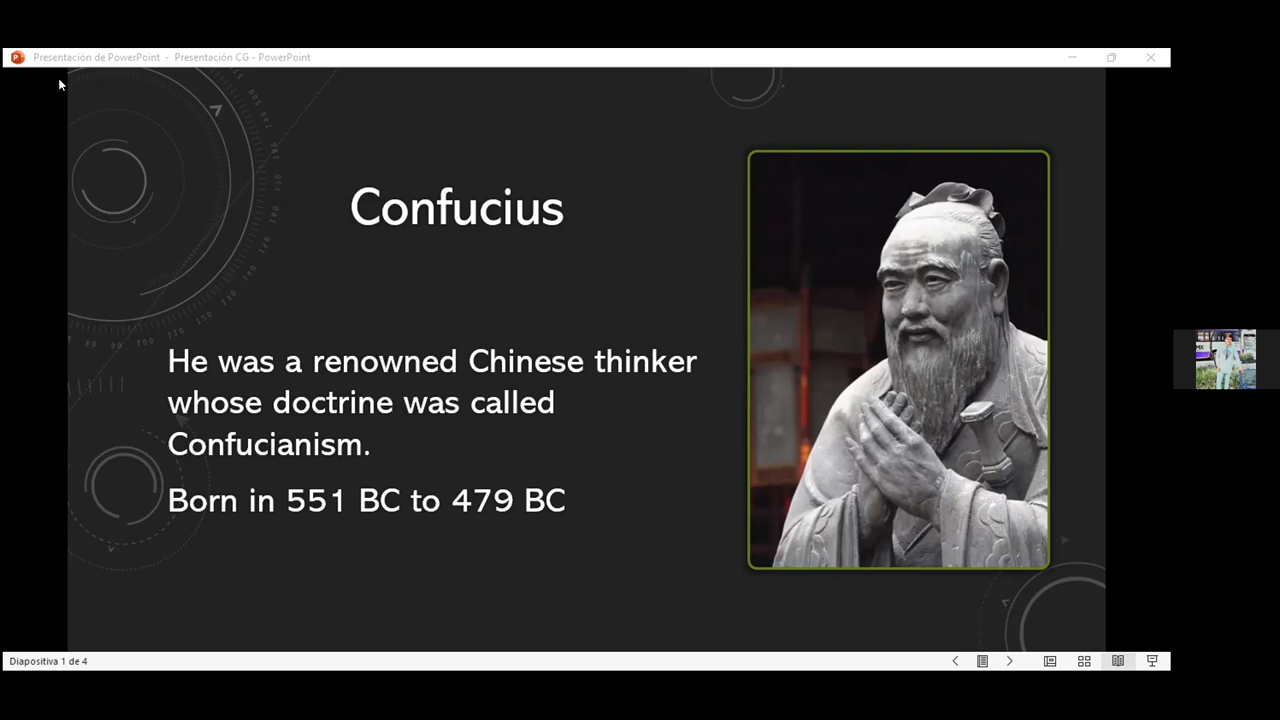 Presentación de PowerPoint - Presentación CG - PowerPoint
Confucius
He was a renowned Chinese thinker
whose doctrine was called
Confucianism.
Born in 551 BC to 479 BC
Diapositiva 1 de 4